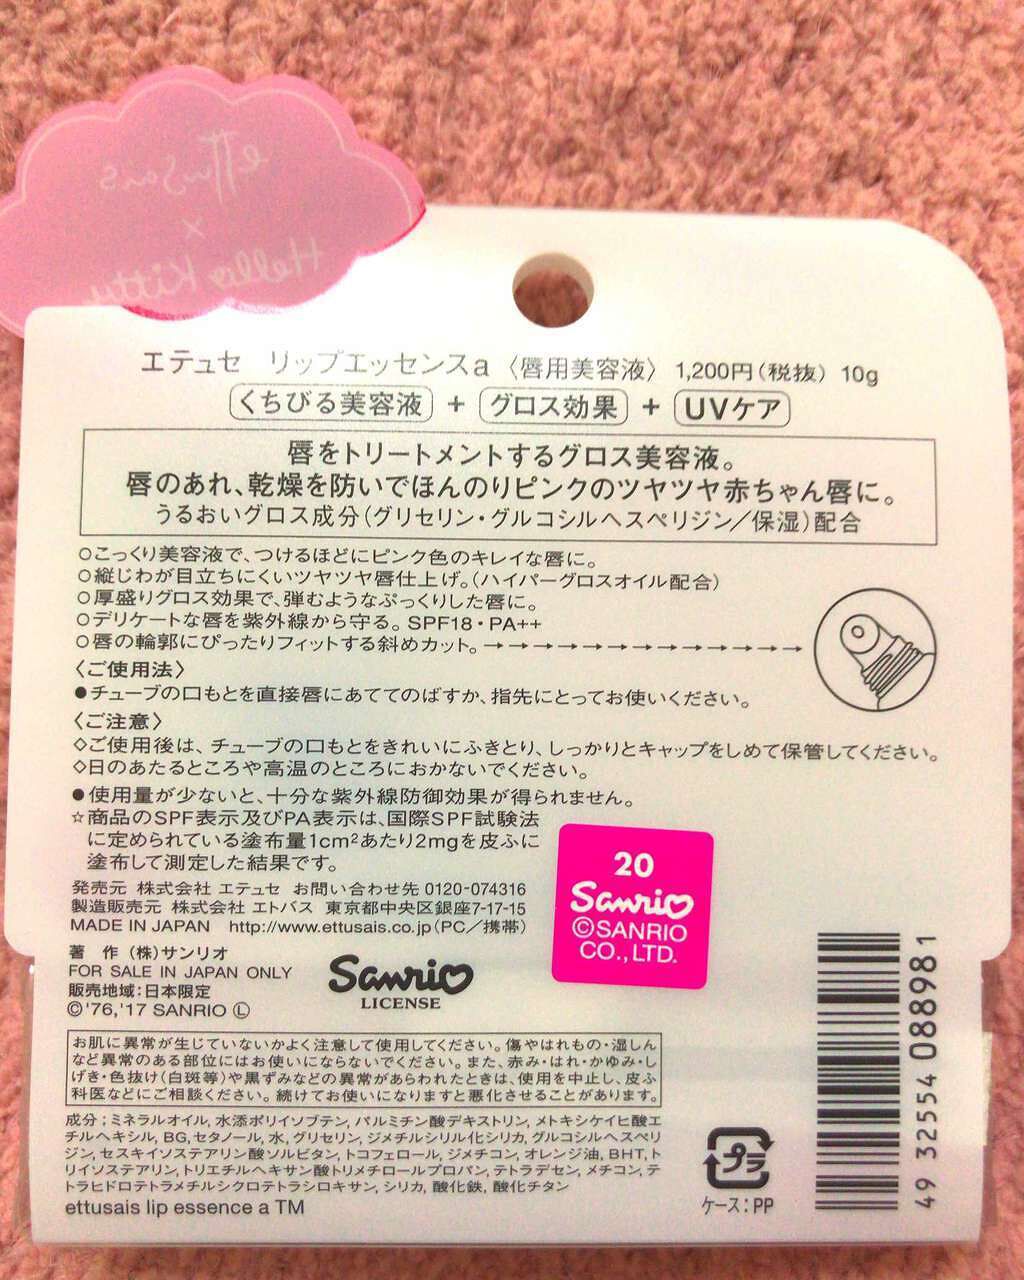 ettusais
×
Hello Kitty
エテュセ リップエッセンスa 〈唇用美容液〉 1,200円(税抜) 10g
くちびる美容液 + グロス効果 + UVケア
唇をトリートメントするグロス美容液。
唇のあれ、乾燥を防いでほんのりピンクのツヤツヤ赤ちゃん唇に。
うるおいグロス成分(グリセリン・グルコシルヘスペリジン/保湿)配合
○こっくり美容液で、つけるほどにピンク色のキレイな唇に。
○縦じわが目立ちにくいツヤツヤ唇仕上げ。(ハイパーグロスオイル配合)
○厚盛りグロス効果で、弾むようなぷっくりした唇に。
○デリケートな唇を紫外線から守る。SPF18・PA++
○唇の輪郭にぴったりフィットする斜めカット。→→→→→→→→→→→→→
〈ご使用法〉
●チューブの口もとを直接唇にあててのばすか、指先にとってお使いください。
〈ご注意〉
◇ご使用後は、チューブの口もとをきれいにふきとり、しっかりとキャップをしめて保管してください。
◇日のあたるところや高温のところにおかないでください。
●使用量が少ないと、十分な紫外線防御効果が得られません。
☆商品のSPF表示及びPA表示は、国際SPF試験法
に定められている塗布量1cm²あたり2mgを皮ふに
塗布して測定した結果です。
発売元 株式会社 エテュセ お問い合わせ先 0120-074316
製造販売元 株式会社 エトバス 東京都中央区銀座7-17-15
MADE IN JAPAN http://www.ettusais.co.jp(PC/携帯)
著 作 (株)サンリオ
FOR SALE IN JAPAN ONLY
販売地域:日本限定
©'76,'17 SANRIO Ⓛ
Sanrio
LICENSE
20
Sanrio
©SANRIO
CO.,LTD.
お肌に異常が生じていないかよく注意して使用してください。傷やはれもの・湿しん
など異常のある部位にはお使いにならないでください。また、赤み・はれ・かゆみ・し
げき・色抜け(白斑等)や黒ずみなどの異常があらわれたときは、使用を中止し、皮ふ
科医などにご相談ください。続けてお使いになりますと悪化させることがあります。
成分:ミネラルオイル, 水添ポリイソブテン, パルミチン酸デキストリン, メトキシケイヒ酸エ
チルヘキシル, BG, セタノール, 水, グリセリン, ジメチルシリル化シリカ, グルコシルヘスペリ
ジン, セスキイソステアリン酸ソルビタン, トコフェロール, ジメチコン, オレンジ油, BHT, ト
リイソステアリン, トリエチルヘキサン酸トリメチロールプロパン, テトラデセン, メチコン, テ
トラヒドロテトラメチルシクロテトラシロキサン, シリカ, 酸化鉄, 酸化チタン
ettusais lip essence a TM
プラ
ケース:PP
49 32554 088981